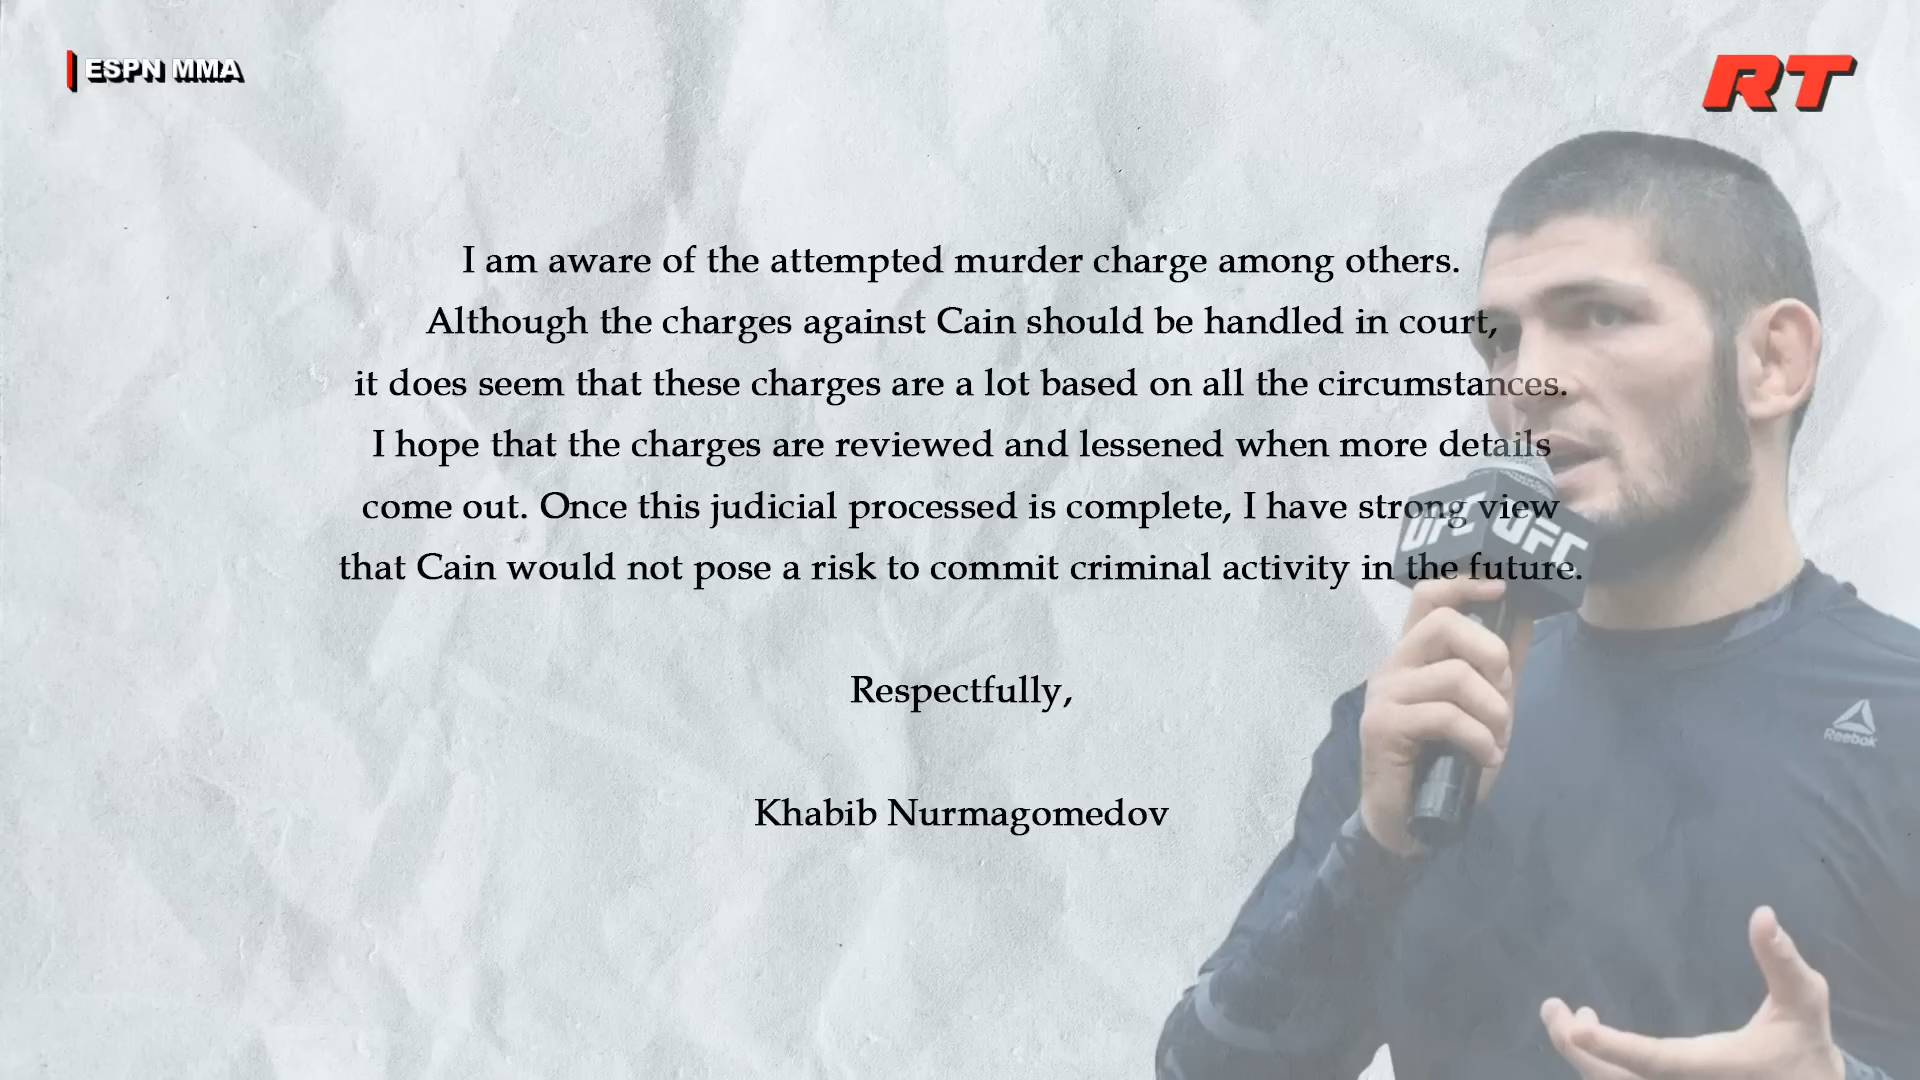 ESPN MMA
RT
I am aware of the attempted murder charge among others.
Although the charges against Cain should be handled in court,
it does seem that these charges are a lot based on all the circumstances.
I hope that the charges are reviewed and lessened when more details
come out. Once this judicial processed is complete, I have strong view
that Cain would not pose a risk to commit criminal activity in the future.
Respectfully,
Khabib Nurmagomedov
UFC UFC
Reebok